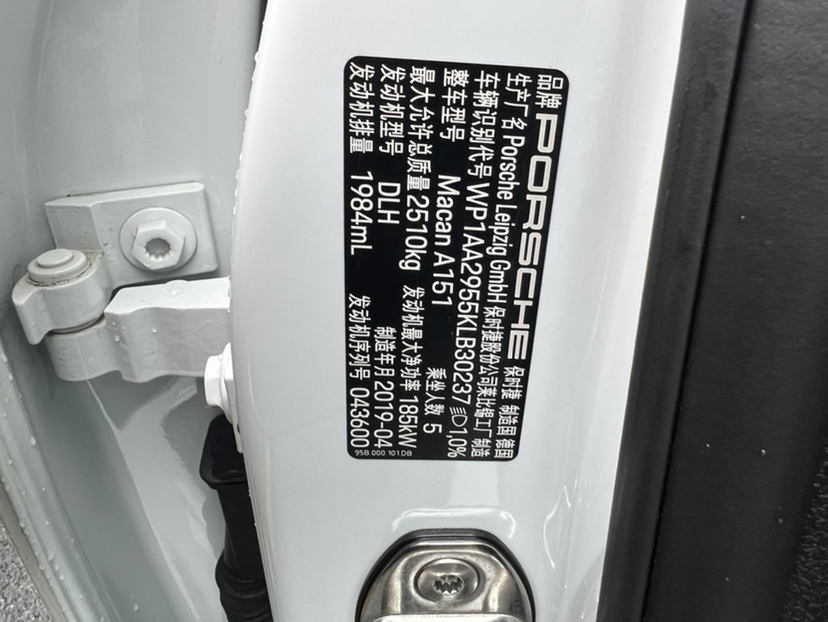 品牌 PORSCHE 保时捷 制造国 德国
生产厂名 Porsche Leipzig GmbH 保时捷股份公司莱比锡工厂制造
车辆识别代号 WP1AA2955KLB30237 1,0%
整车型号 Macan A151 乘坐人数 5
最大允许总质量 2510kg 发动机最大净功率 185kW
发动机型号 DLH 制造年月 2019-04
发动机排量 1984mL 发动机序列号 043600
95B 000 101 DB